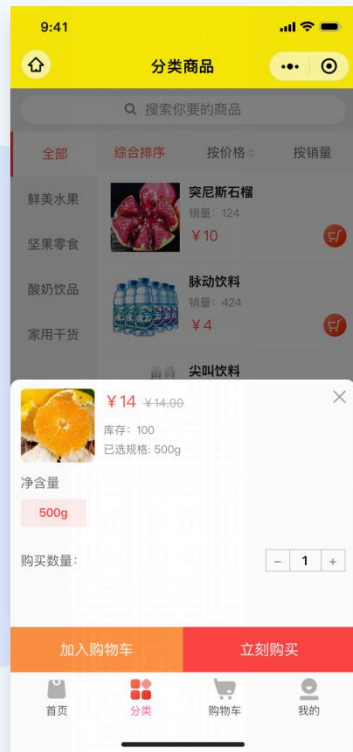 9:41
分类商品
搜索你要的商品
全部
综合排序 按价格 按销量
鲜美水果
坚果零食
酸奶饮品
家用干货
突尼斯石榴
销量：124
￥10
脉动饮料
销量：424
￥4
尖叫饮料
￥14 ￥14.00
库存：100
已选规格: 500g
净含量
500g
购买数量：
- 1 +
加入购物车 立刻购买
首页 分类 购物车 我的